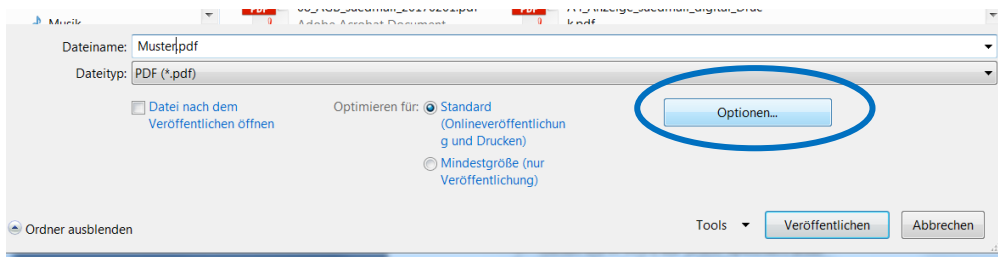 Musik
Adobe Acrobat Document
k.pdf
Dateiname: Muster.pdf
Dateityp: PDF (*.pdf)
Datei nach dem
Veröffentlichen öffnen
Optimieren für: Standard
(Onlineveröffentlichun
g und Drucken)
Mindestgröße (nur
Veröffentlichung)
Optionen...
Ordner ausblenden
Tools
Veröffentlichen
Abbrechen